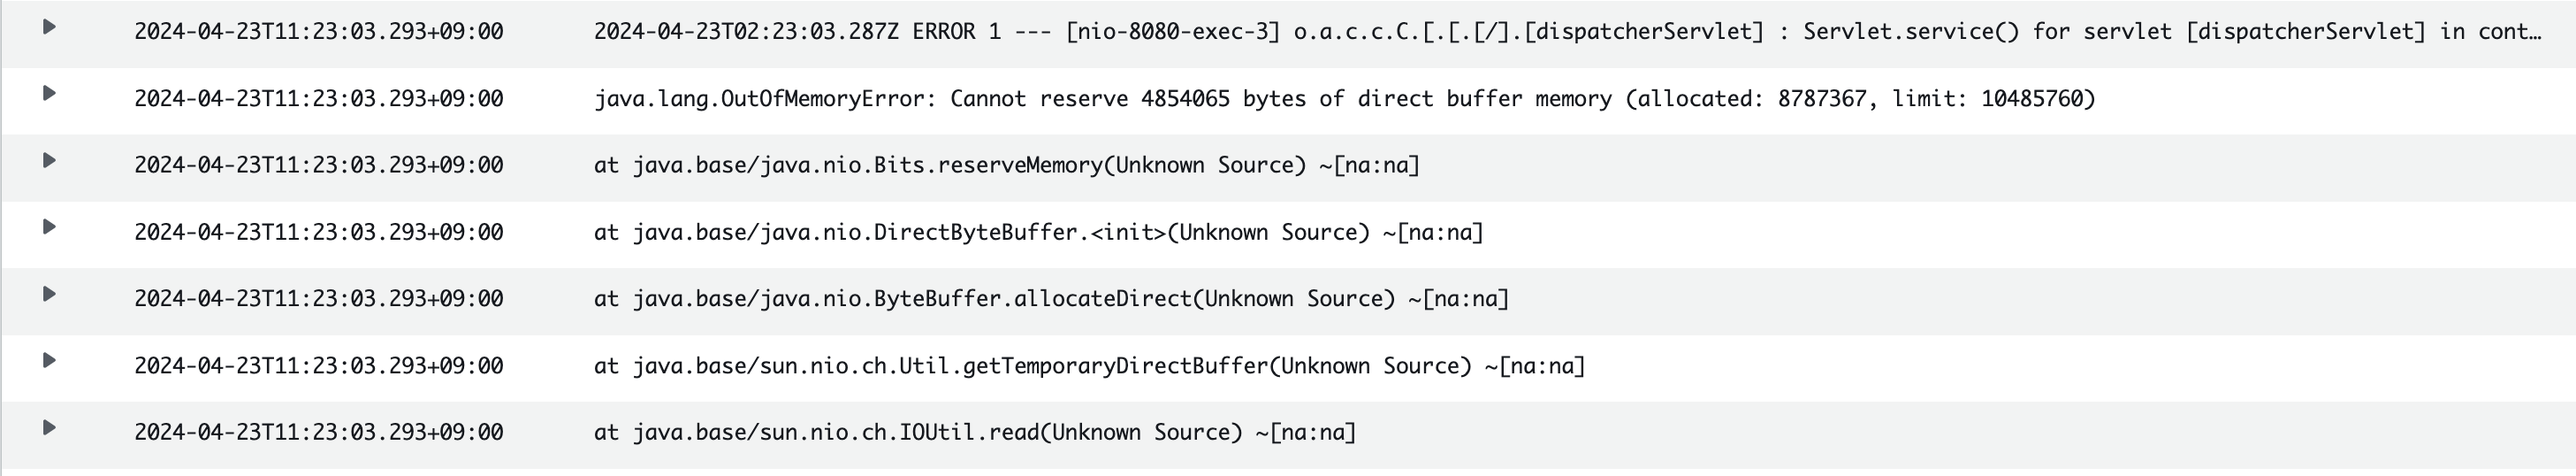 2024-04-23T11:23:03.293+09:00 2024-04-23T02:23:03.287Z ERROR 1 --- [nio-8080-exec-3] o.a.c.c.C.[.[.[/].[dispatcherServlet] : Servlet.service() for servlet [dispatcherServlet] in cont…
2024-04-23T11:23:03.293+09:00 java.lang.OutOfMemoryError: Cannot reserve 4854065 bytes of direct buffer memory (allocated: 8787367, limit: 10485760)
2024-04-23T11:23:03.293+09:00 at java.base/java.nio.Bits.reserveMemory(Unknown Source) ~[na:na]
2024-04-23T11:23:03.293+09:00 at java.base/java.nio.DirectByteBuffer.<init>(Unknown Source) ~[na:na]
2024-04-23T11:23:03.293+09:00 at java.base/java.nio.ByteBuffer.allocateDirect(Unknown Source) ~[na:na]
2024-04-23T11:23:03.293+09:00 at java.base/sun.nio.ch.Util.getTemporaryDirectBuffer(Unknown Source) ~[na:na]
2024-04-23T11:23:03.293+09:00 at java.base/sun.nio.ch.IOUtil.read(Unknown Source) ~[na:na]